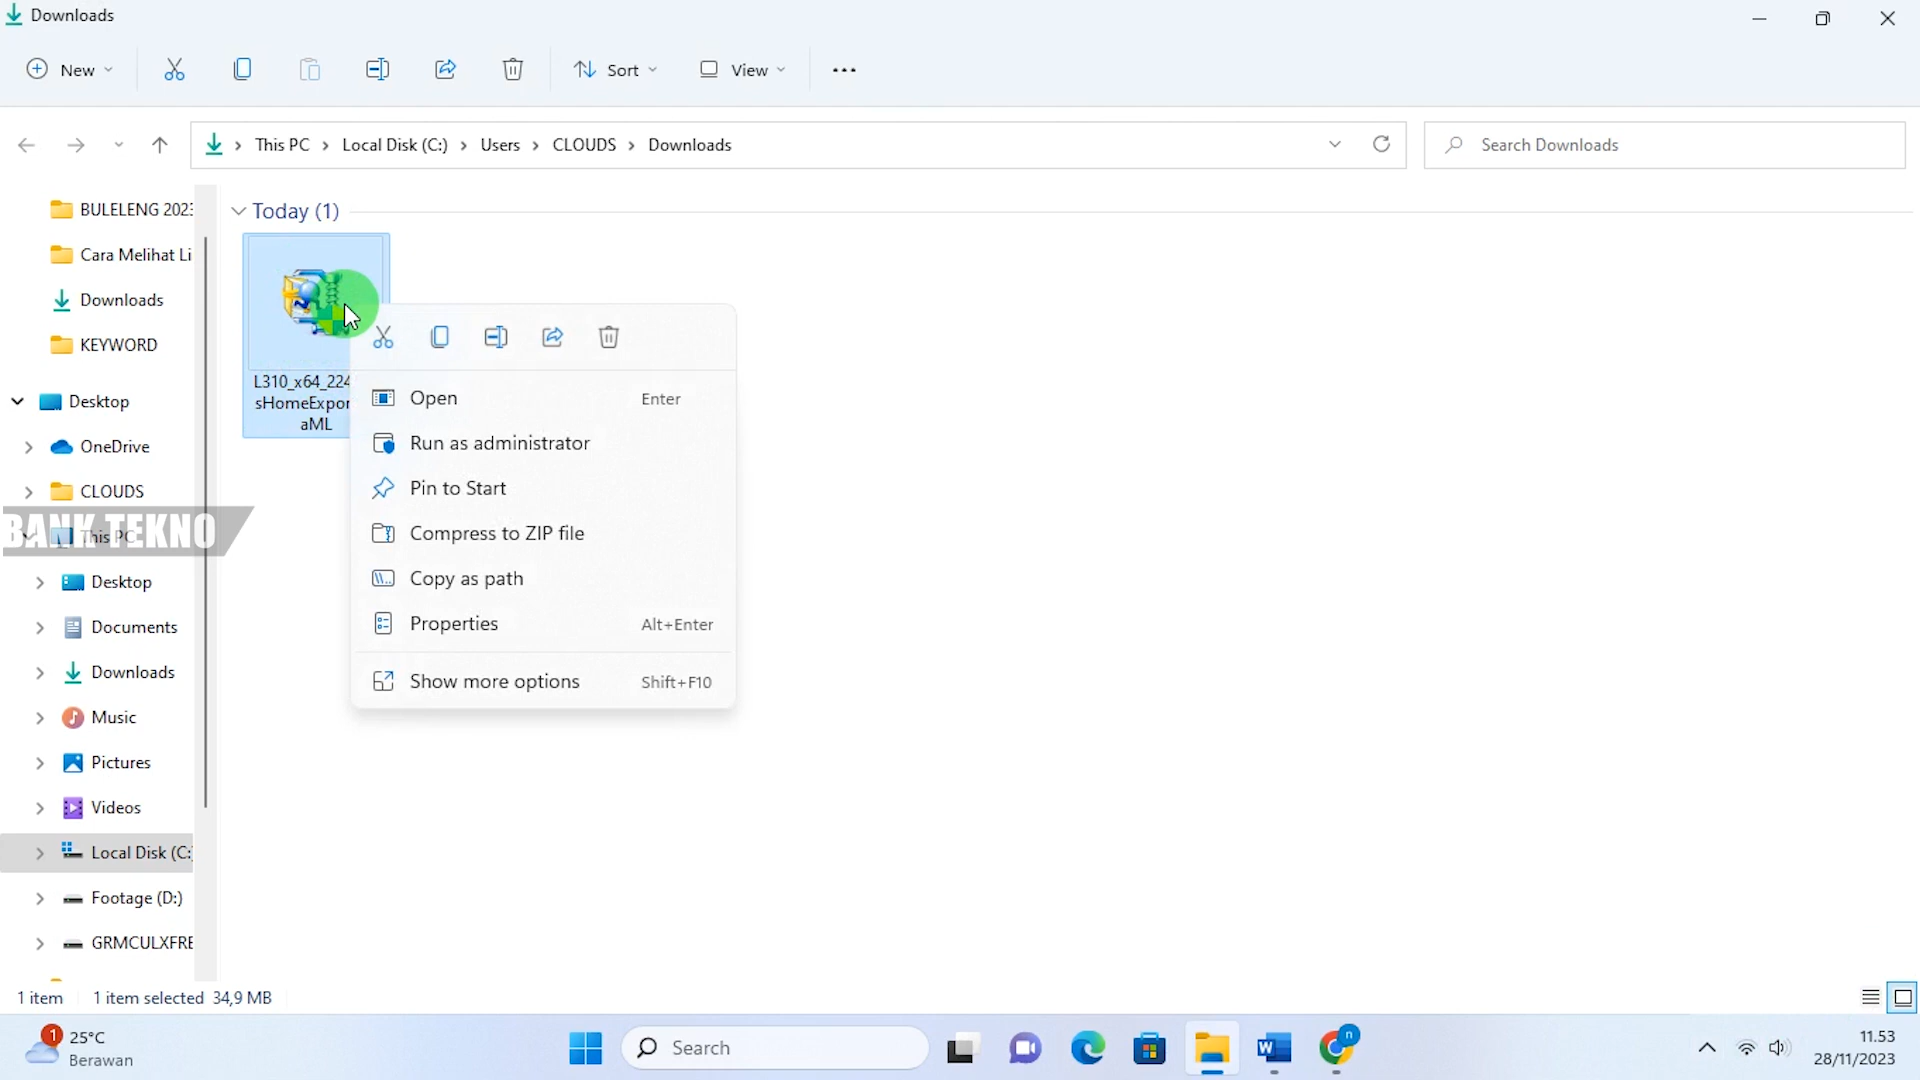 Downloads
New
Sort
View
This PC
Local Disk (C:)
Users
CLOUDS
Downloads
Search Downloads
BULELENG 2023
Cara Melihat Li
Downloads
KEYWORD
Desktop
OneDrive
CLOUDS
This PC
BANK TEKNO
Desktop
Documents
Downloads
Music
Pictures
Videos
Local Disk (C:
Footage (D:)
GRMCULXFRE
Today (1)
L310_x64_224
sHomeExpor
aML
Open Enter
Run as administrator
Pin to Start
Compress to ZIP file
Copy as path
Properties Alt+Enter
Show more options Shift+F10
1 item 1 item selected 34,9 MB
1
25°C
Berawan
Search
n
11.53
28/11/2023